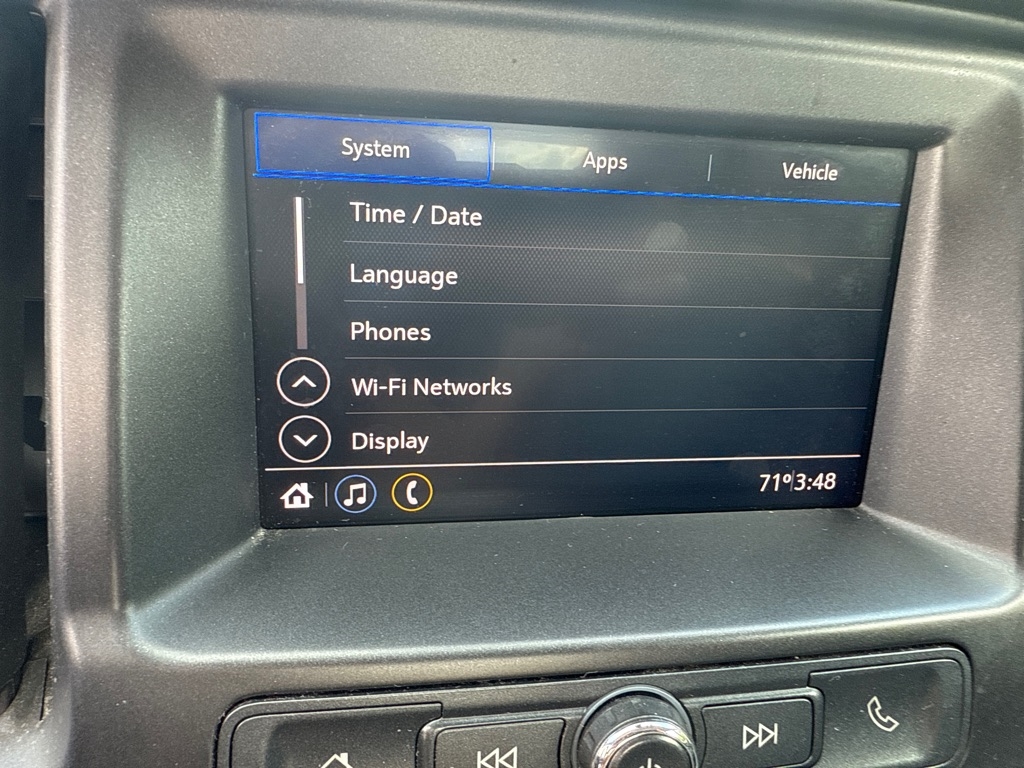 System Apps Vehicle
Time / Date
Language
Phones
Wi-Fi Networks
Display
71° 3:48